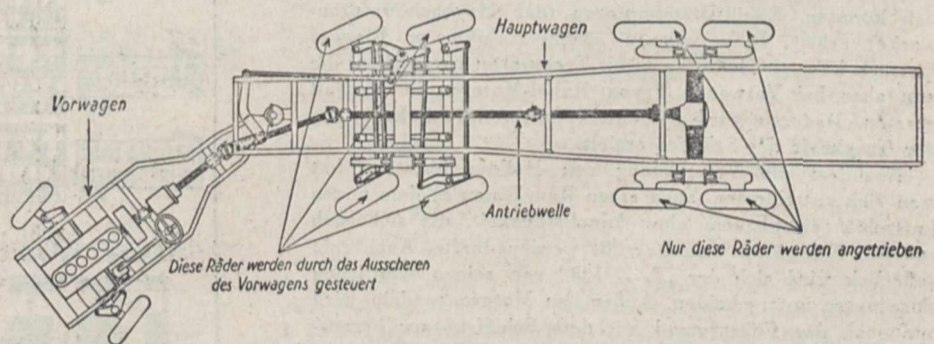 Hauptwagen
Vorwagen
Antriebwelle
Diese Räder werden durch das Ausscheren
des Vorwagens gesteuert
Nur diese Räder werden angetrieben